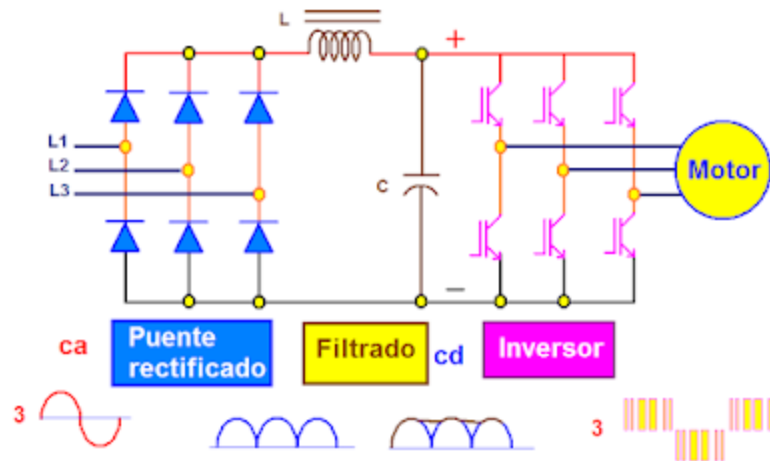 L
+
L1
L2
L3
C
Motor
−
ca
Puente
rectificado
Filtrado
cd
Inversor
3
3